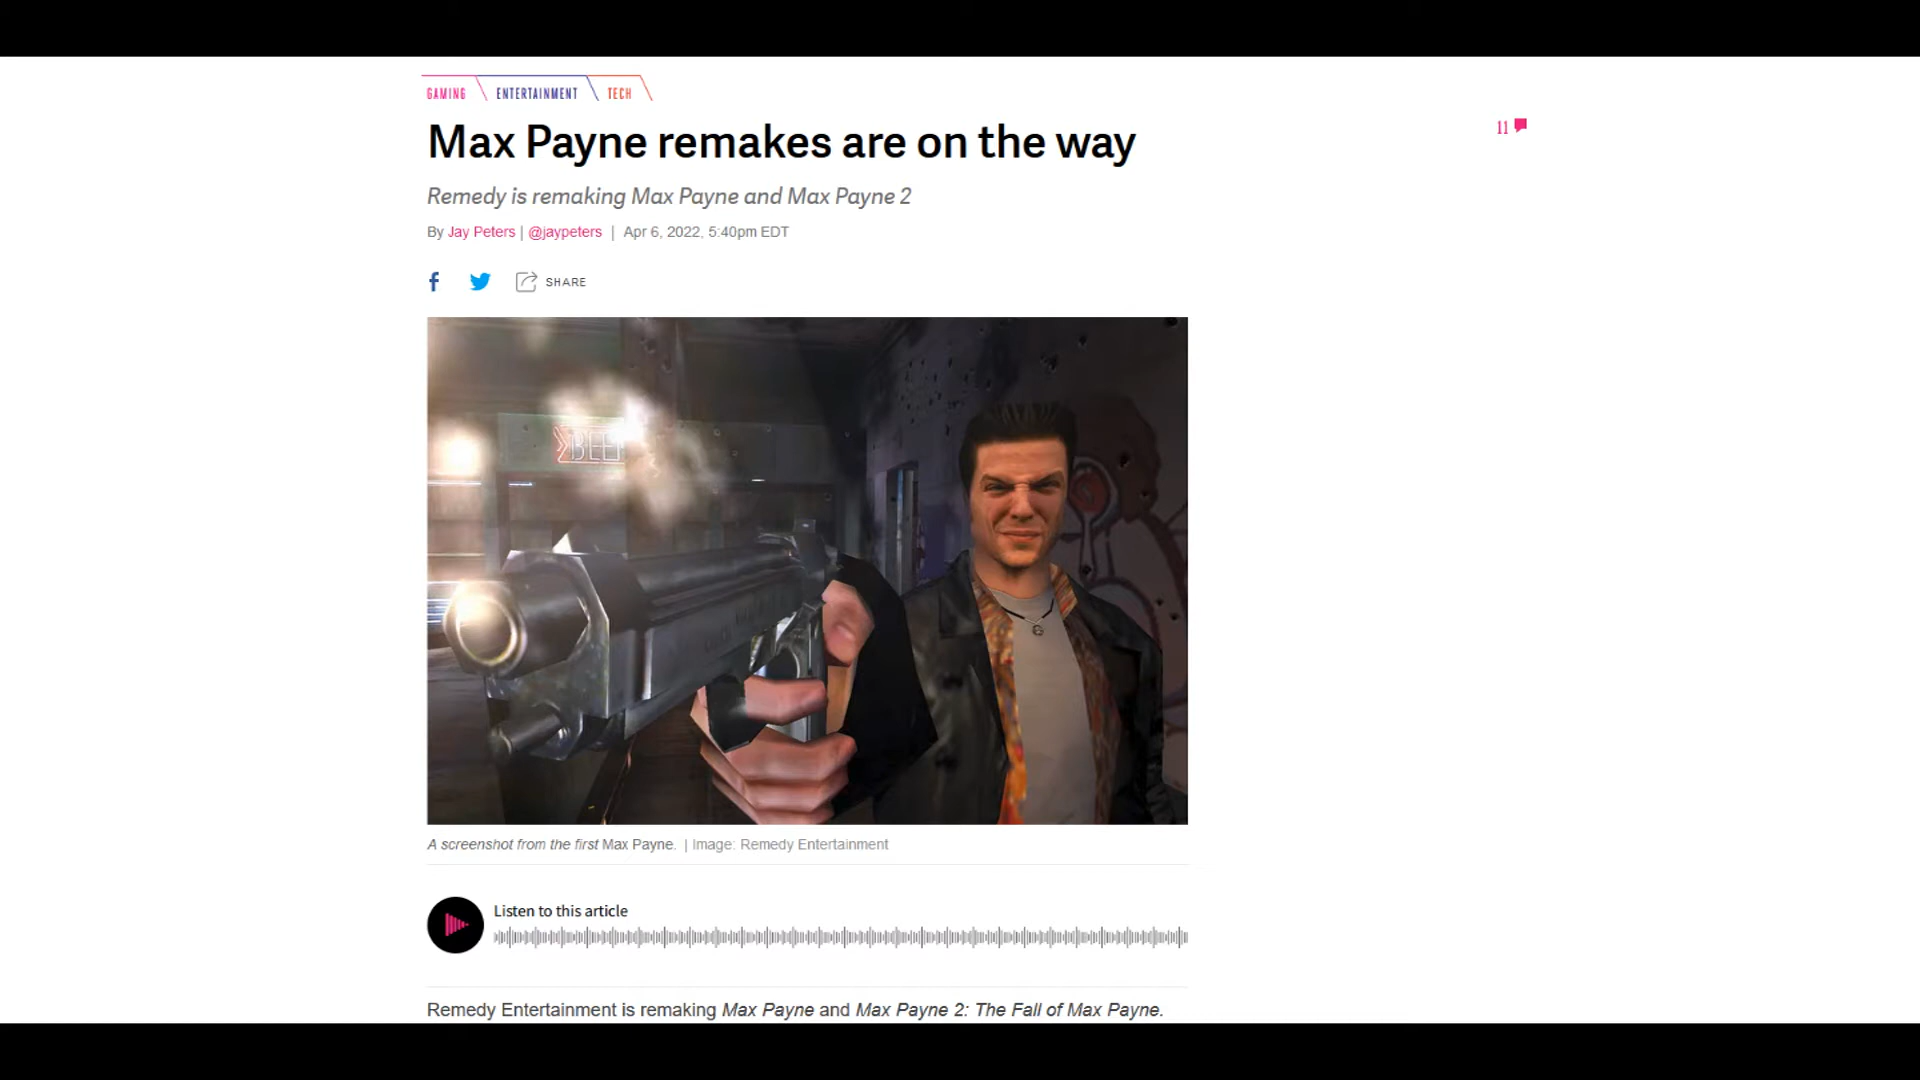 GAMING ENTERTAINMENT TECH
Max Payne remakes are on the way
11
Remedy is remaking Max Payne and Max Payne 2
By Jay Peters | @jaypeters | Apr 6, 2022, 5:40pm EDT
f SHARE
BEE
A screenshot from the first Max Payne. | Image: Remedy Entertainment
Listen to this article
Remedy Entertainment is remaking Max Payne and Max Payne 2: The Fall of Max Payne.